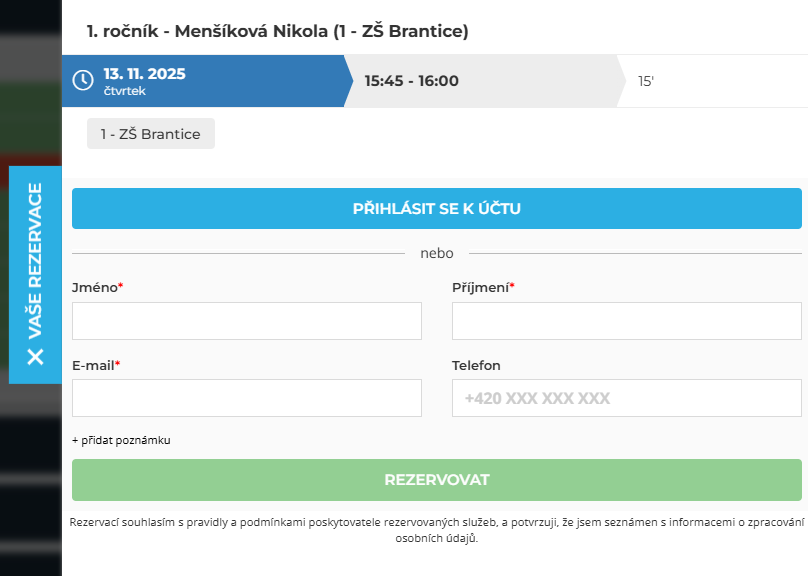 1. ročník - Menšíková Nikola (1 - ZŠ Brantice)
13. 11. 2025
čtvrtek
15:45 - 16:00
15'
1 - ZŠ Brantice
VAŠE REZERVACE
PŘIHLÁSIT SE K ÚČTU
nebo
Jméno*
Příjmení*
E-mail*
Telefon
+420 XXX XXX XXX
+ přidat poznámku
REZERVOVAT
Rezervací souhlasím s pravidly a podmínkami poskytovatele rezervovaných služeb, a potvrzuji, že jsem seznámen s informacemi o zpracování
osobních údajů.